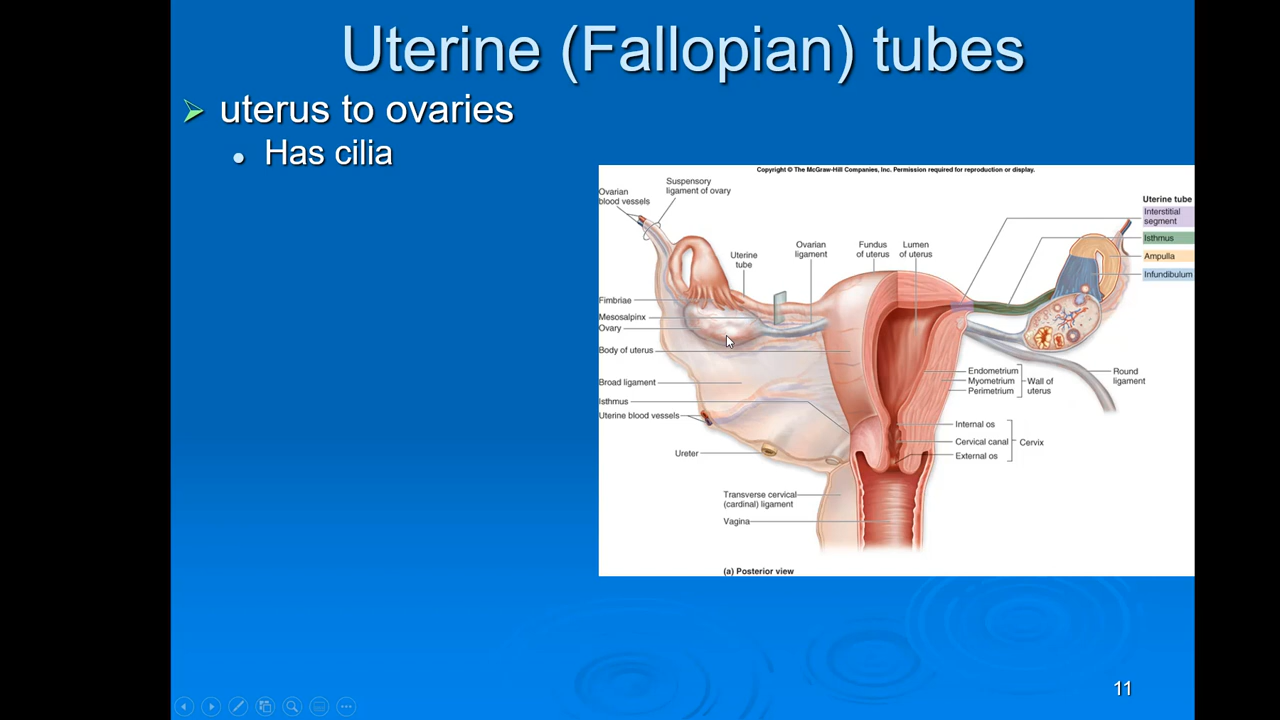 Uterine (Fallopian) tubes
uterus to ovaries
Has cilia
Copyright © The McGraw-Hill Companies, Inc. Permission required for reproduction or display.
Ovarian
blood vessels
Suspensory
ligament of ovary
Uterine
tube
Ovarian
ligament
Fundus
of uterus
Lumen
of uterus
Uterine tube
Interstitial
segment
Isthmus
Ampulla
Infundibulum
Fimbriae
Mesosalpinx
Ovary
Body of uterus
Broad ligament
Isthmus
Uterine blood vessels
Ureter
Transverse cervical
(cardinal) ligament
Vagina
Endometrium
Myometrium
Perimetrium
Wall of
uterus
Round
ligament
Internal os
Cervical canal
External os
Cervix
(a) Posterior view
11